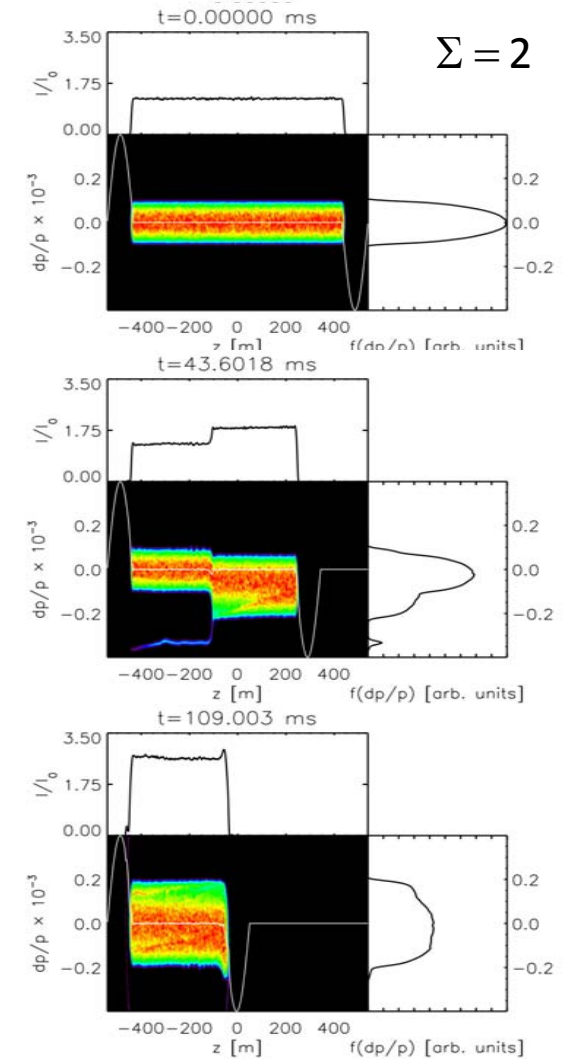 t=0.00000 ms
Σ = 2
3.50
1.75
0.00
I/I₀
0.2
0.0
−0.2
dp/p × 10⁻³
0.2
0.0
−0.2
−400−200 0 200 400
z [m] f(dp/p) [arb. units]
t=43.6018 ms
3.50
1.75
0.00
I/I₀
0.2
0.0
−0.2
dp/p × 10⁻³
0.2
0.0
−0.2
−400−200 0 200 400
z [m] f(dp/p) [arb. units]
t=109.003 ms
3.50
1.75
0.00
I/I₀
0.2
0.0
−0.2
dp/p × 10⁻³
0.2
0.0
−0.2
−400−200 0 200 400
z [m] f(dp/p) [arb. units]